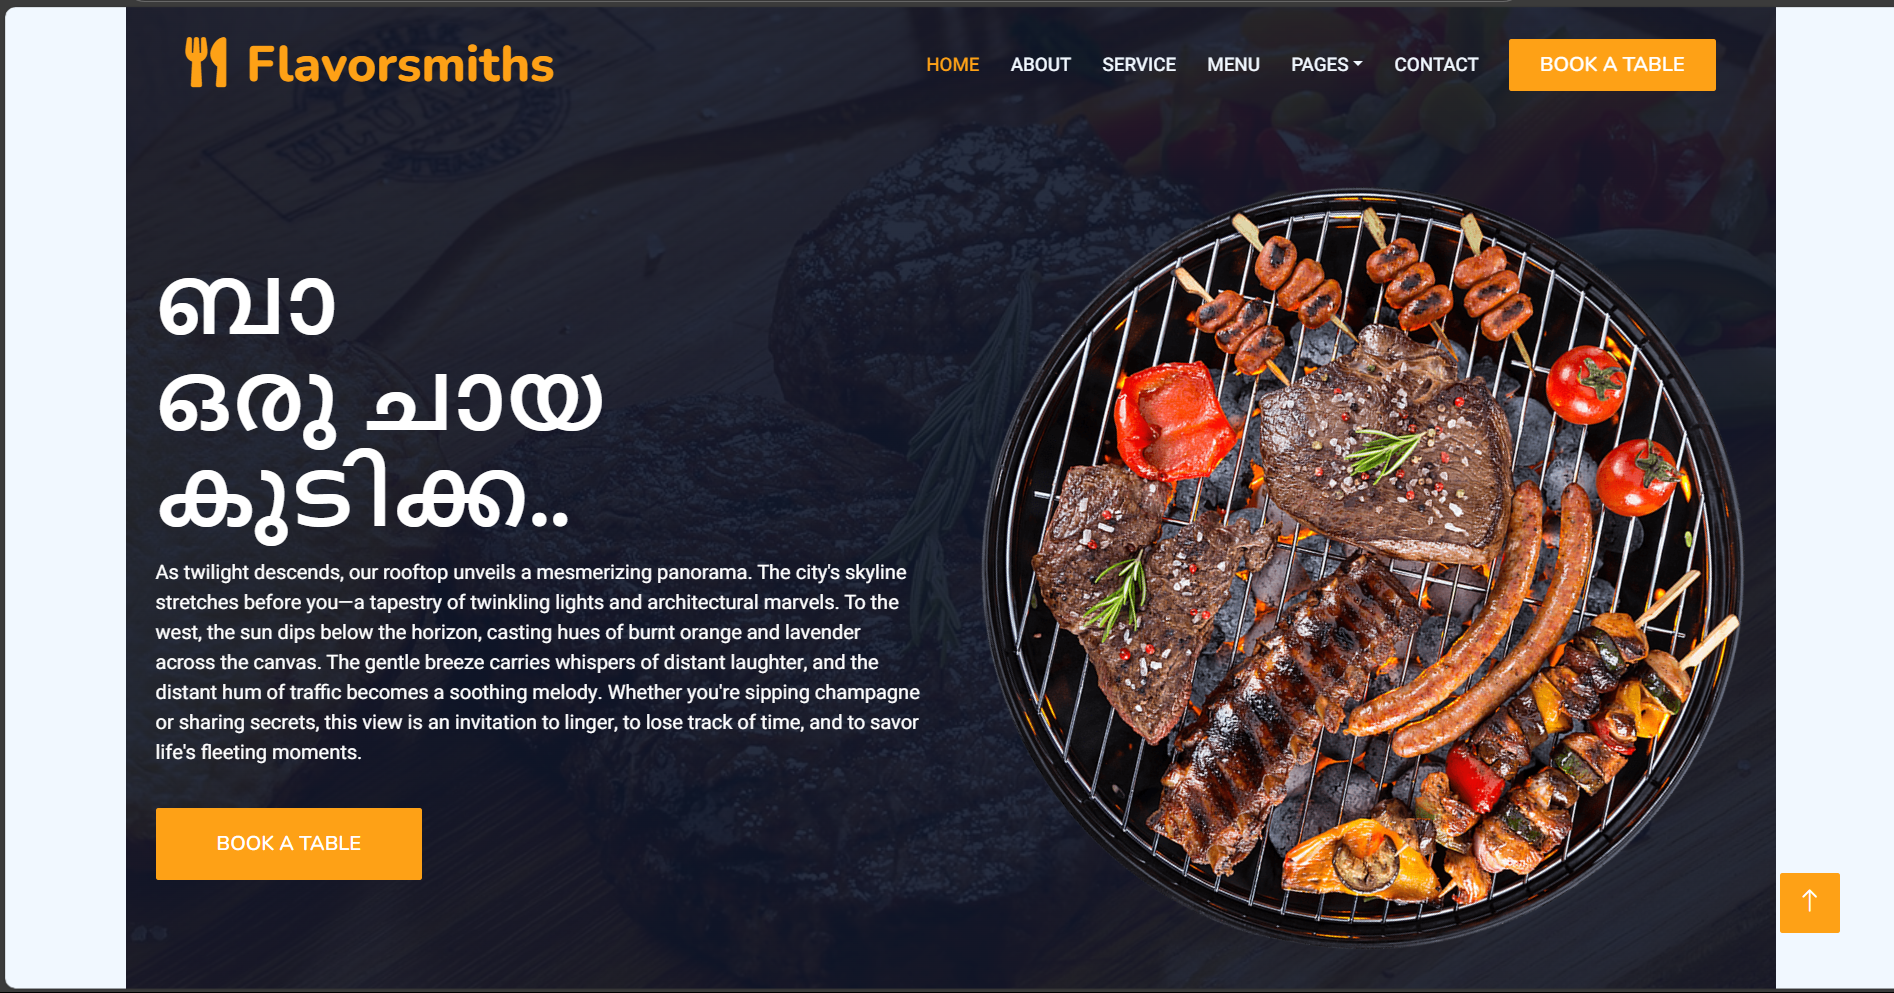 Flavorsmiths
HOME ABOUT SERVICE MENU PAGES CONTACT BOOK A TABLE
ബാ
ഒരു ചായ
കുടിക്ക..
As twilight descends, our rooftop unveils a mesmerizing panorama. The city's skyline
stretches before you—a tapestry of twinkling lights and architectural marvels. To the
west, the sun dips below the horizon, casting hues of burnt orange and lavender
across the canvas. The gentle breeze carries whispers of distant laughter, and the
distant hum of traffic becomes a soothing melody. Whether you're sipping champagne
or sharing secrets, this view is an invitation to linger, to lose track of time, and to savor
life's fleeting moments.
BOOK A TABLE